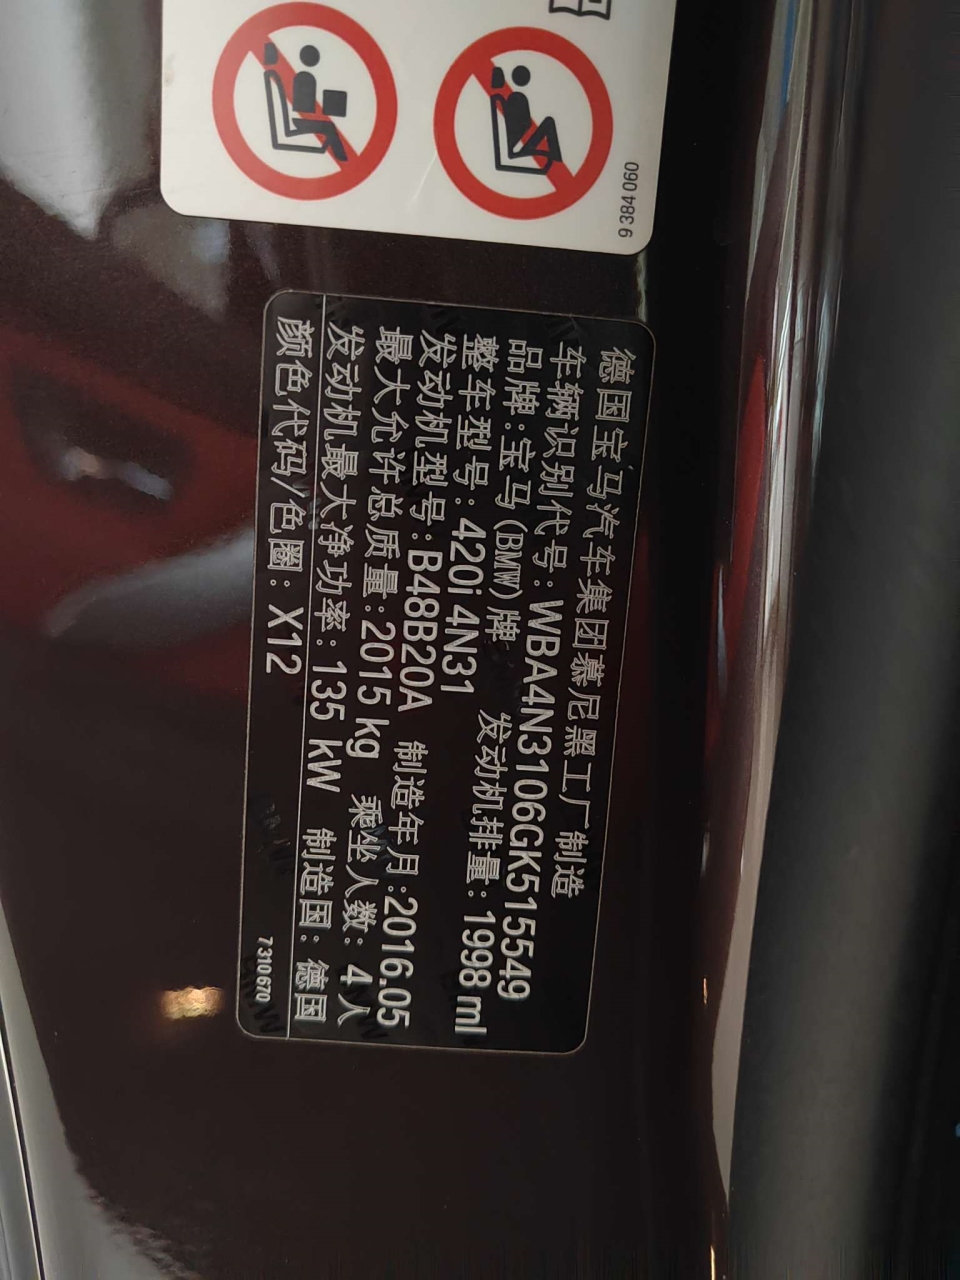 9 384 060
德国宝马汽车集团慕尼黑工厂制造
车辆识别代号: WBA4N3106GK515549
品牌:宝马(BMW)牌 发动机排量: 1998 ml
整车型号: 420i 4N31
发动机型号:B48B20A 制造年月:2016.05
最大允许总质量:2015 kg 乘坐人数: 4人
发动机最大净功率:135 kW 制造国: 德国
颜色代码/色圈: X12
7 310 670